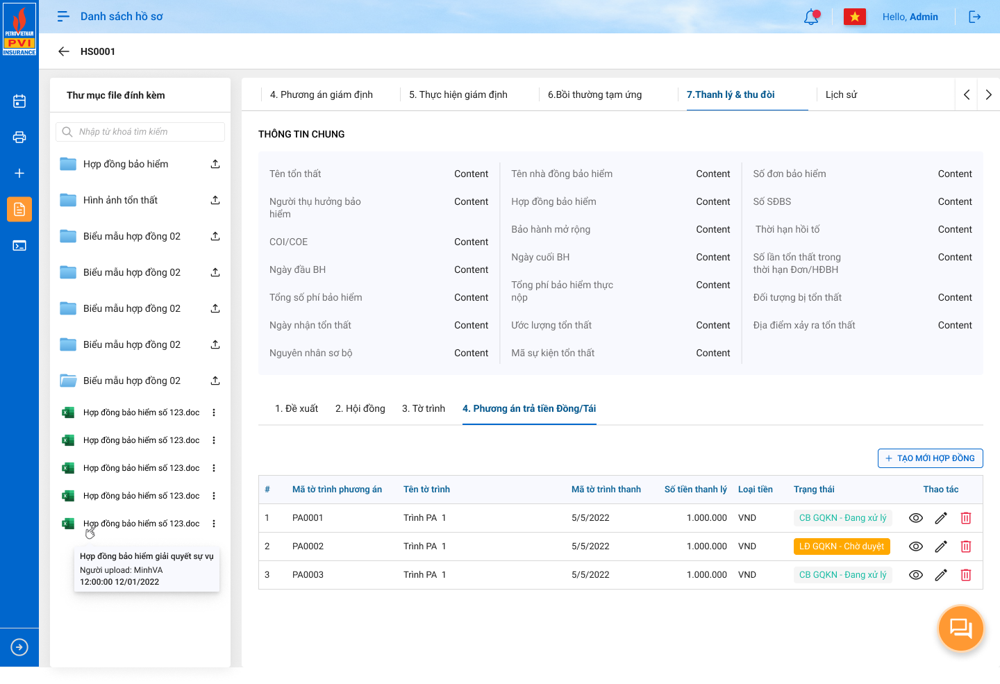 PETROVIETNAM
PVI
INSURANCE
Danh sách hồ sơ
Hello, Admin
HS0001
Thư mục file đính kèm
Nhập từ khoá tìm kiếm
Hợp đồng bảo hiểm
Hình ảnh tổn thất
Biểu mẫu hợp đồng 02
Biểu mẫu hợp đồng 02
Biểu mẫu hợp đồng 02
Biểu mẫu hợp đồng 02
Biểu mẫu hợp đồng 02
Hợp đồng bảo hiểm số 123.doc
Hợp đồng bảo hiểm số 123.doc
Hợp đồng bảo hiểm số 123.doc
Hợp đồng bảo hiểm số 123.doc
Hợp đồng bảo hiểm số 123.doc
Hợp đồng bảo hiểm giải quyết sự vụ
Người upload: MinhVA
12:00:00 12/01/2022
4. Phương án giám định 5. Thực hiện giám định 6.Bồi thường tạm ứng 7.Thanh lý & thu đòi Lịch sử
THÔNG TIN CHUNG
Tên tổn thất Content
Người thụ hưởng bảo
hiểm Content
COI/COE Content
Ngày đầu BH Content
Tổng số phí bảo hiểm Content
Ngày nhận tổn thất Content
Nguyên nhân sơ bộ Content
Tên nhà đồng bảo hiểm Content
Hợp đồng bảo hiểm Content
Bảo hành mở rộng Content
Ngày cuối BH Content
Tổng phí bảo hiểm thực
nộp Content
Ước lượng tổn thất Content
Mã sự kiện tổn thất Content
Số đơn bảo hiểm Content
Số SĐBS Content
Thời hạn hồi tố Content
Số lần tổn thất trong
thời hạn Đơn/HĐBH Content
Đối tượng bị tổn thất Content
Địa điểm xảy ra tổn thất Content
1. Đề xuất 2. Hội đồng 3. Tờ trình 4. Phương án trả tiền Đồng/Tái
+ TẠO MỚI HỢP ĐỒNG
# Mã tờ trình phương án Tên tờ trình Mã tờ trình thanh Số tiền thanh lý Loại tiền Trạng thái Thao tác
1 PA0001 Trình PA 1 5/5/2022 1.000.000 VND CB GQKN - Đang xử lý
2 PA0002 Trình PA 1 5/5/2022 1.000.000 VND LĐ GQKN - Chờ duyệt
3 PA0003 Trình PA 1 5/5/2022 1.000.000 VND CB GQKN - Đang xử lý